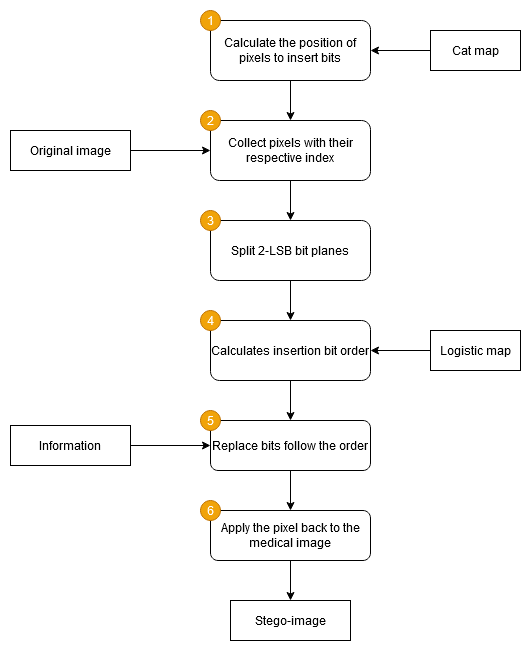 1
Calculate the position of
pixels to insert bits
Cat map
2
Collect pixels with their
respective index
Original image
3
Split 2-LSB bit planes
4
Calculates insertion bit order
Logistic map
5
Replace bits follow the order
Information
6
Apply the pixel back to the
medical image
Stego-image